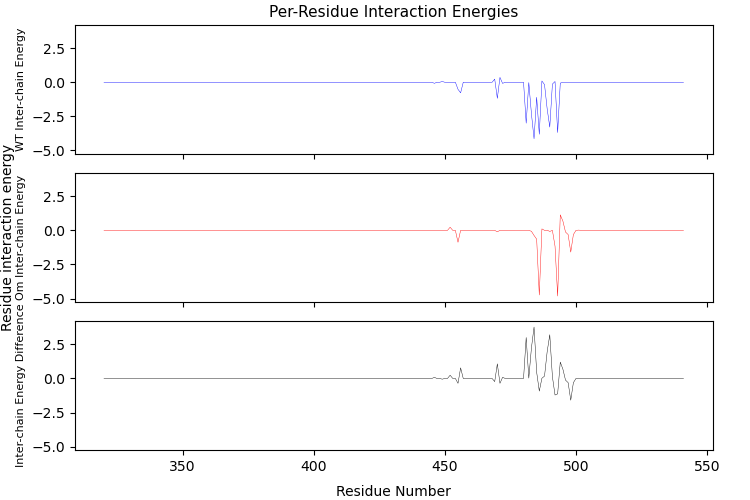 Per-Residue Interaction Energies
Residue interaction energy
WT Inter-chain Energy
2.5
0.0
−2.5
−5.0
Om Inter-chain Energy
2.5
0.0
−2.5
−5.0
Inter-chain Energy Difference
2.5
0.0
−2.5
−5.0
350
400
450
500
550
Residue Number